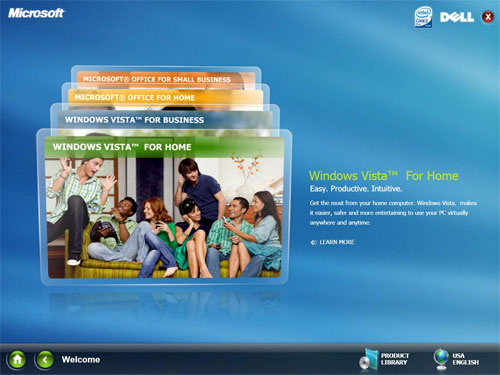 Microsoft
intel
DELL
X
MICROSOFT® OFFICE FOR SMALL BUSINESS
MICROSOFT® OFFICE FOR HOME
WINDOWS VISTA™ FOR BUSINESS
WINDOWS VISTA™ FOR HOME
Windows Vista™ For Home
Easy. Productive. Intuitive.
Get the most from your home computer. Windows Vista. makes
it easier, safer and more entertaining to use your PC virtually
anywhere and anytime.
LEARN MORE
Welcome
PRODUCT
LIBRARY
USA
ENGLISH